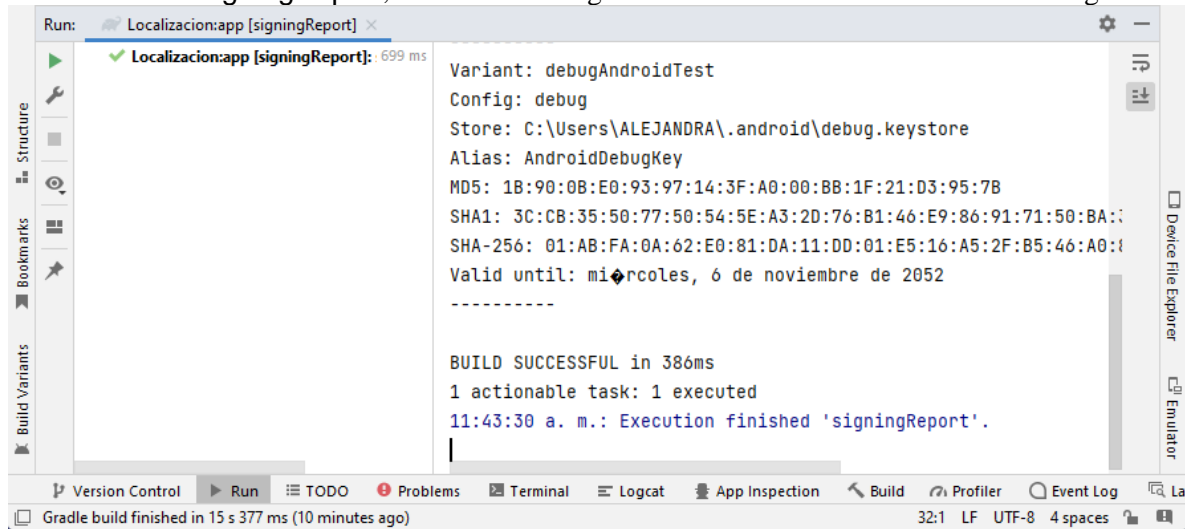 Run: Localizacion:app [signingReport] ×
Localizacion:app [signingReport]: 699 ms
----------
Variant: debugAndroidTest
Config: debug
Store: C:\Users\ALEJANDRA\.android\debug.keystore
Alias: AndroidDebugKey
MD5: 1B:90:0B:E0:93:97:14:3F:A0:00:BB:1F:21:D3:95:7B
SHA1: 3C:CB:35:50:77:50:54:5E:A3:2D:76:B1:46:E9:86:91:71:50:BA:
SHA-256: 01:AB:FA:0A:62:E0:81:DA:11:DD:01:E5:16:A5:2F:B5:46:A0:
Valid until: mi�rcoles, 6 de noviembre de 2052
----------
BUILD SUCCESSFUL in 386ms
1 actionable task: 1 executed
11:43:30 a. m.: Execution finished 'signingReport'.
Structure
Bookmarks
Build Variants
Device File Explorer
Emulator
Version Control Run TODO Problems Terminal Logcat App Inspection Build Profiler Event Log La
Gradle build finished in 15 s 377 ms (10 minutes ago) 32:1 LF UTF-8 4 spaces